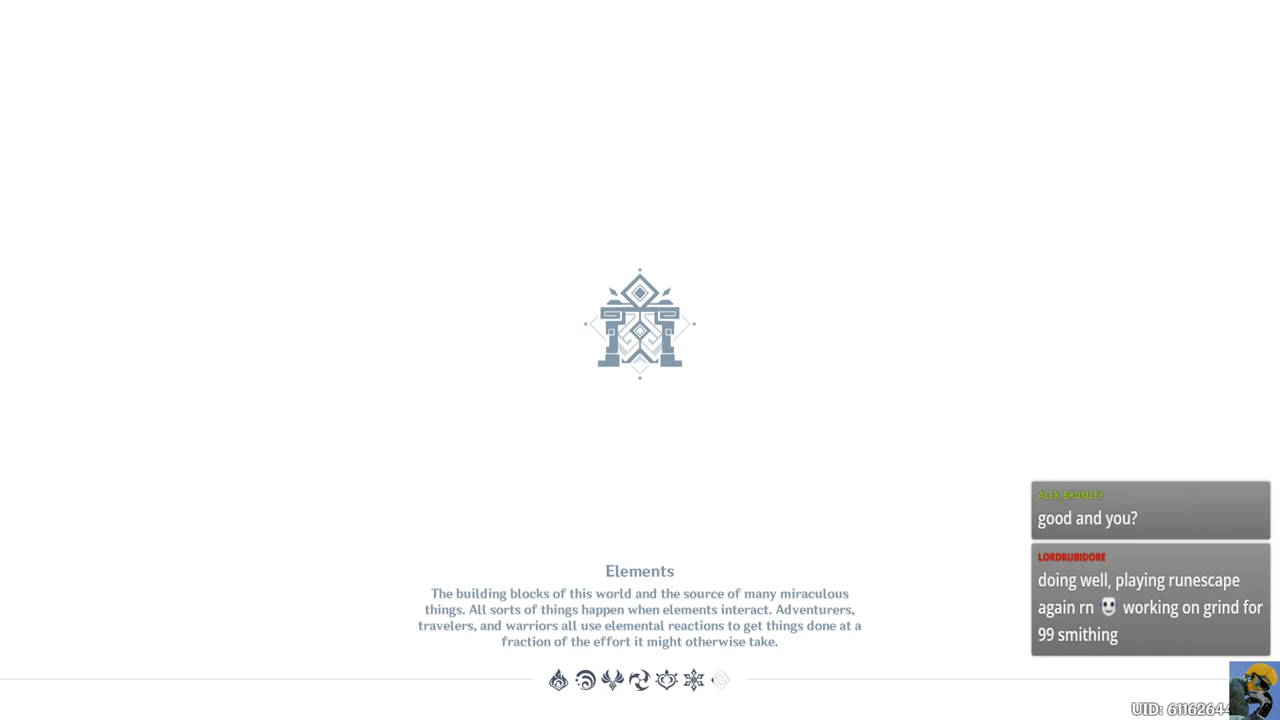 ALEX BROMLEY
good and you?
LORDRUBIDORE
doing well, playing runescape
again rn working on grind for
99 smithing
Elements
The building blocks of this world and the source of many miraculous
things. All sorts of things happen when elements interact. Adventurers,
travelers, and warriors all use elemental reactions to get things done at a
fraction of the effort it might otherwise take.
UID: